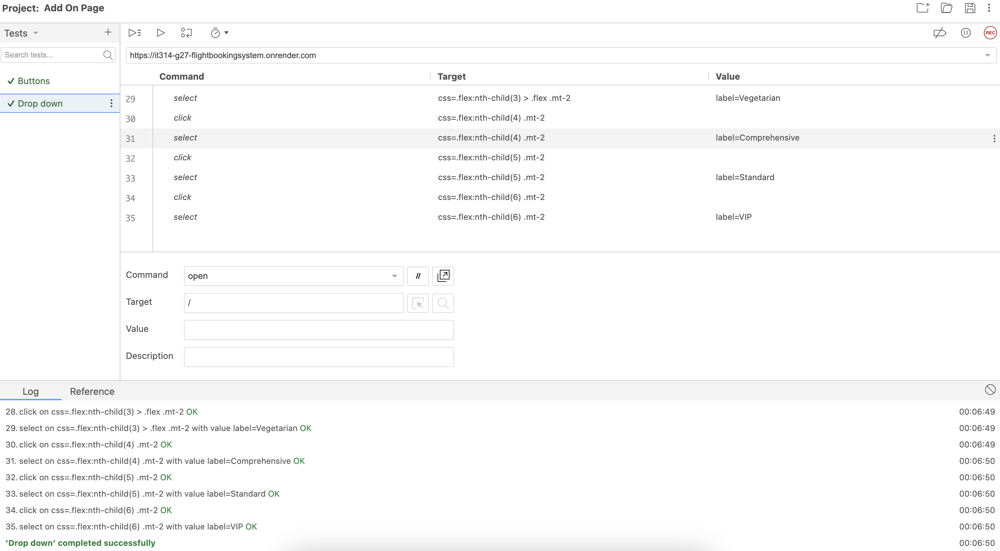 Project: Add On Page
Tests
REC
Search tests...
https://it314-g27-flightbookingsystem.onrender.com
Buttons
Drop down
Command Target Value
29 select css=.flex:nth-child(3) > .flex .mt-2 label=Vegetarian
30 click css=.flex:nth-child(4) .mt-2
31 select css=.flex:nth-child(4) .mt-2 label=Comprehensive
32 click css=.flex:nth-child(5) .mt-2
33 select css=.flex:nth-child(5) .mt-2 label=Standard
34 click css=.flex:nth-child(6) .mt-2
35 select css=.flex:nth-child(6) .mt-2 label=VIP
Command open //
Target /
Value
Description
Log Reference
28. click on css=.flex:nth-child(3) > .flex .mt-2 OK 00:06:49
29. select on css=.flex:nth-child(3) > .flex .mt-2 with value label=Vegetarian OK 00:06:49
30. click on css=.flex:nth-child(4) .mt-2 OK 00:06:49
31. select on css=.flex:nth-child(4) .mt-2 with value label=Comprehensive OK 00:06:50
32. click on css=.flex:nth-child(5) .mt-2 OK 00:06:50
33. select on css=.flex:nth-child(5) .mt-2 with value label=Standard OK 00:06:50
34. click on css=.flex:nth-child(6) .mt-2 OK 00:06:50
35. select on css=.flex:nth-child(6) .mt-2 with value label=VIP OK 00:06:50
'Drop down' completed successfully 00:06:50